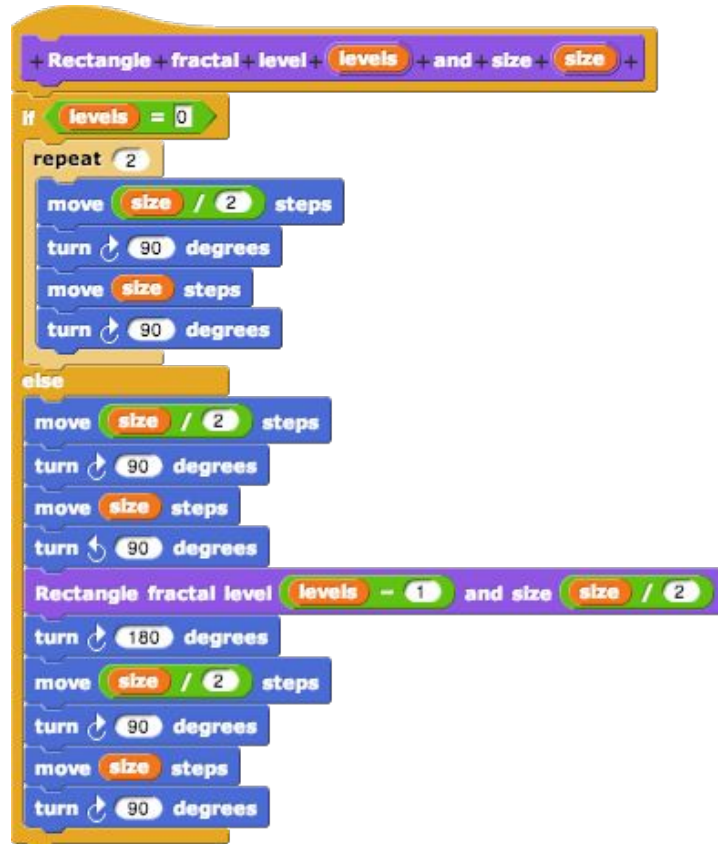 + Rectangle + fractal + level + levels + and + size + size +
if levels = 0
repeat 2
move size / 2 steps
turn 90 degrees
move size steps
turn 90 degrees
else
move size / 2 steps
turn 90 degrees
move size steps
turn 90 degrees
Rectangle fractal level levels - 1 and size size / 2
turn 180 degrees
move size / 2 steps
turn 90 degrees
move size steps
turn 90 degrees